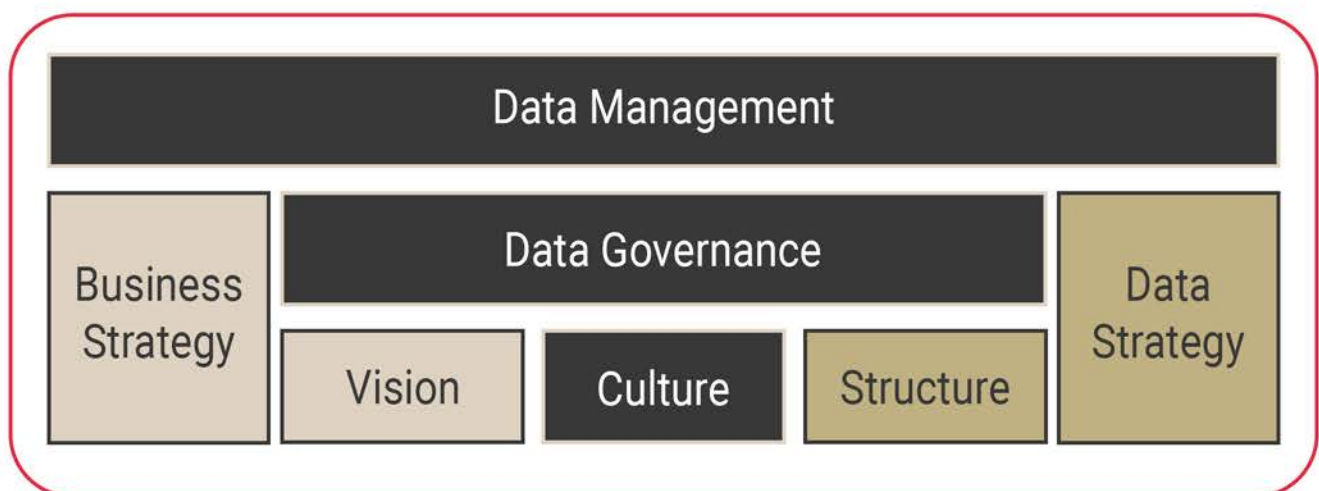 Data Management
Business
Strategy
Data Governance
Data
Strategy
Vision
Culture
Structure